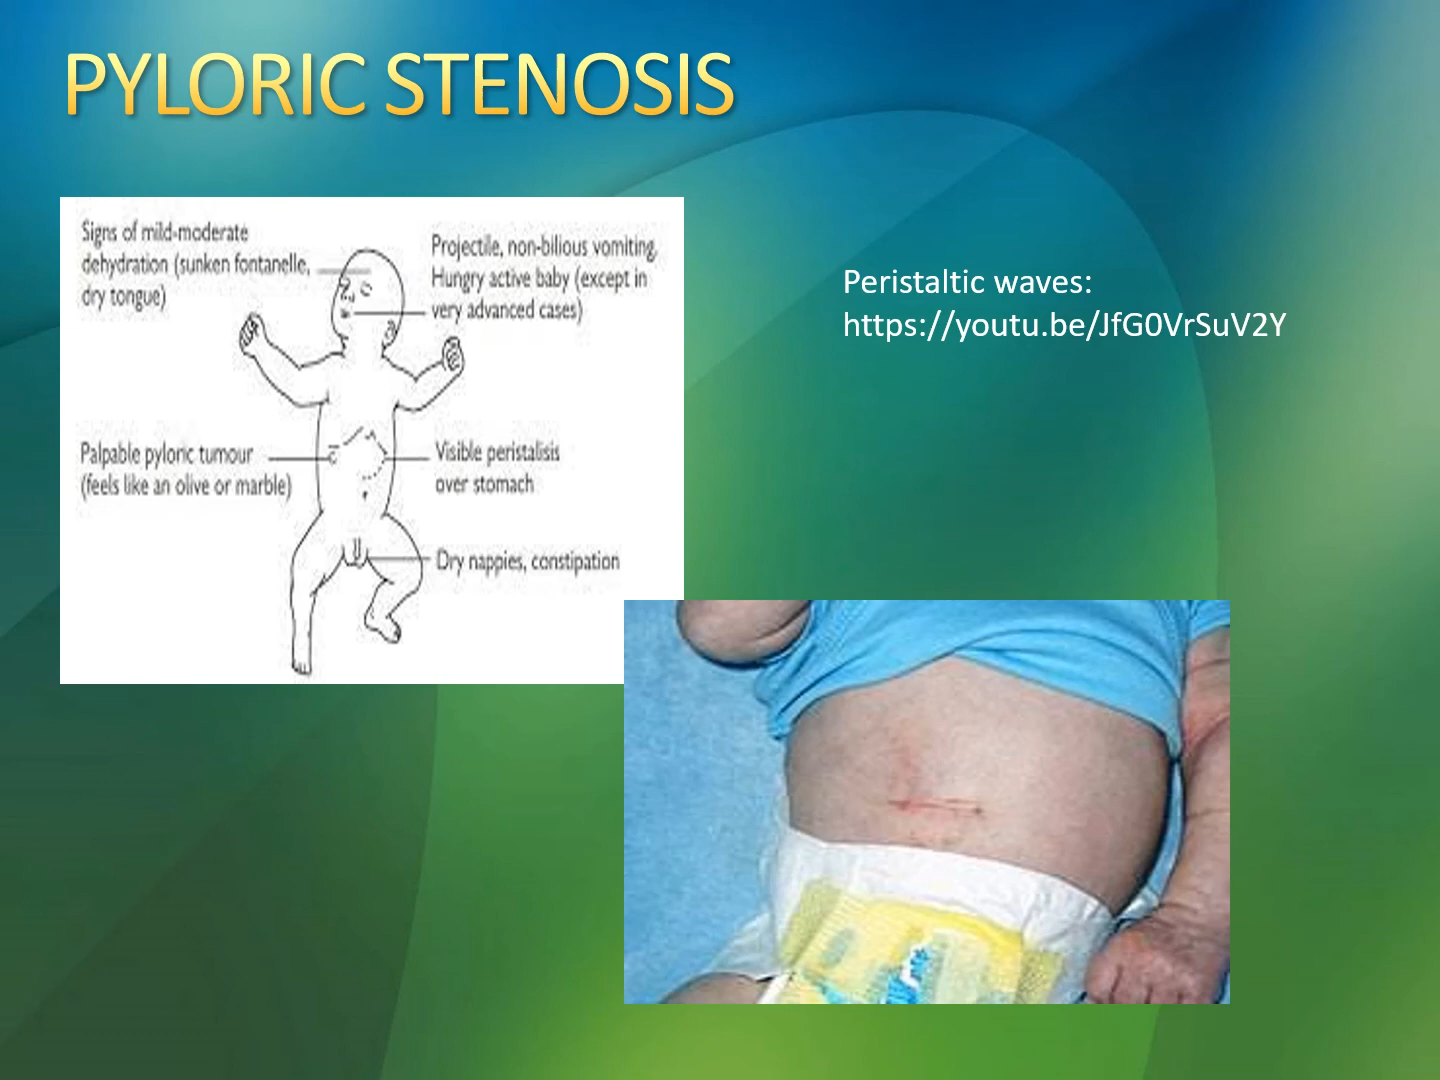 PYLORIC STENOSIS
Signs of mild-moderate
dehydration (sunken fontanelle,
dry tongue)
Projectile, non-bilious vomiting,
Hungry active baby (except in
very advanced cases)
Palpable pyloric tumour
(feels like an olive or marble)
Visible peristalisis
over stomach
Dry nappies, constipation
Peristaltic waves:
https://youtu.be/JfG0VrSuV2Y